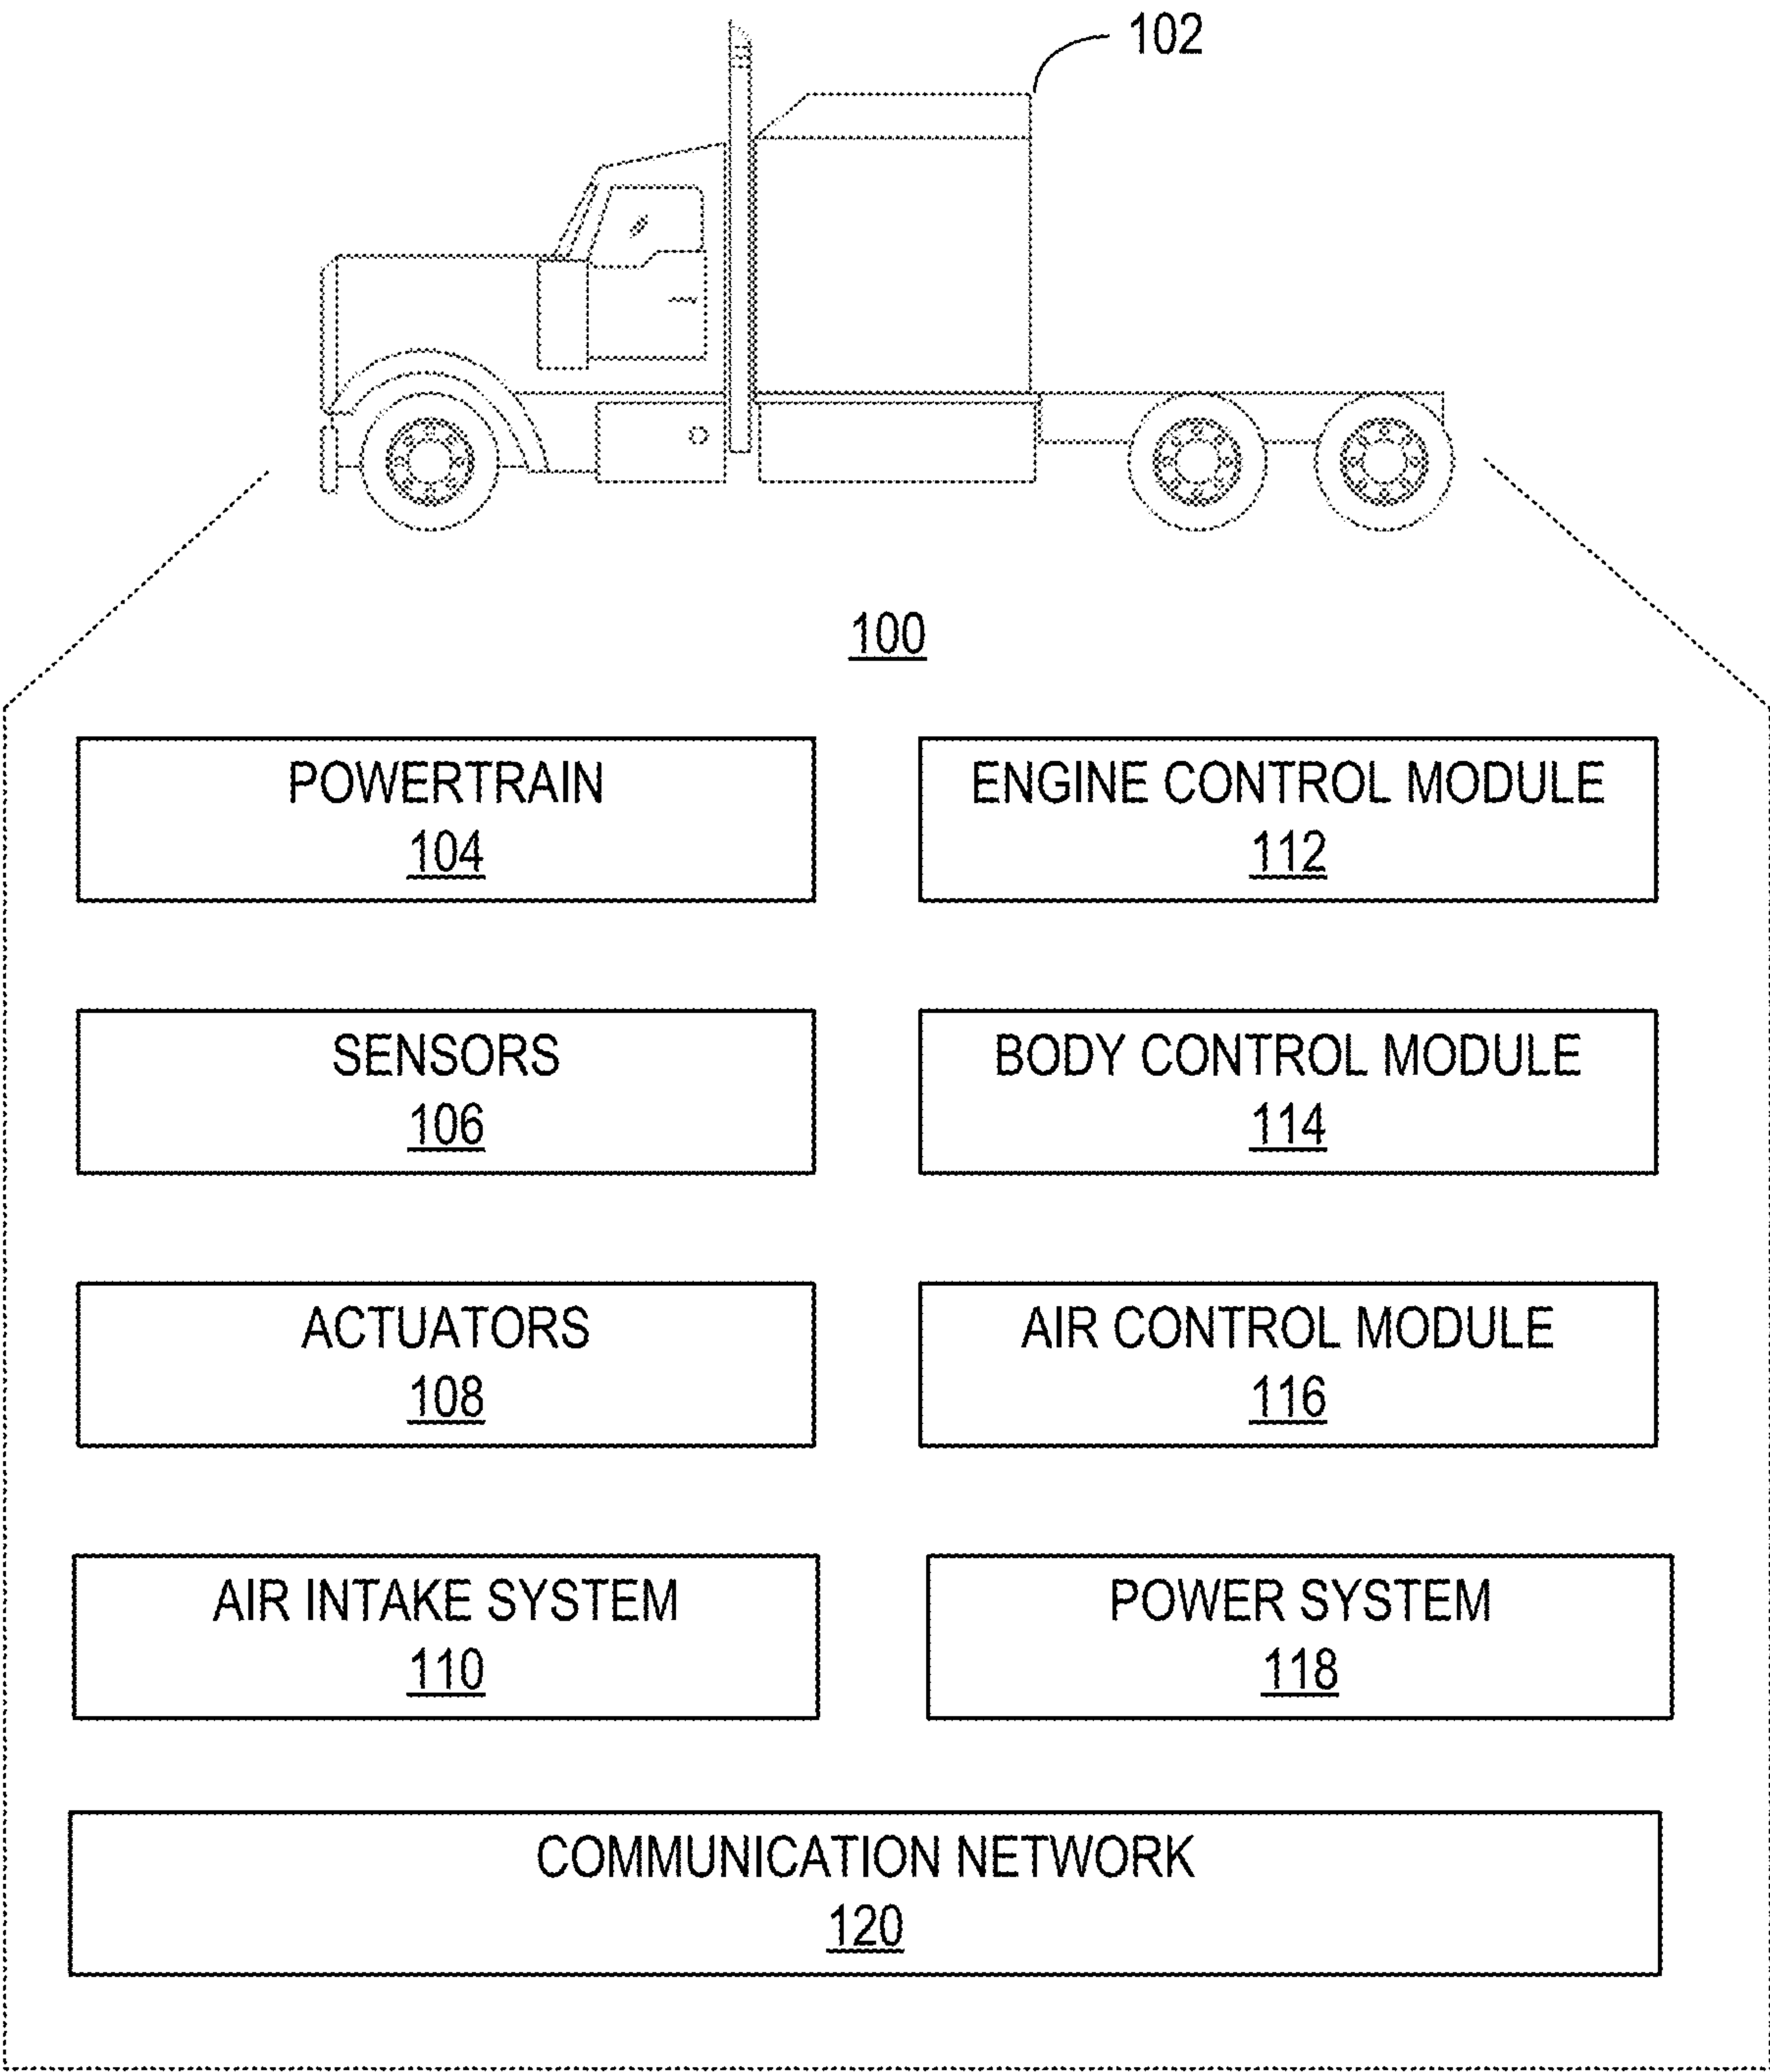 102
100
POWERTRAIN
104
ENGINE CONTROL MODULE
112
SENSORS
106
BODY CONTROL MODULE
114
ACTUATORS
108
AIR CONTROL MODULE
116
AIR INTAKE SYSTEM
110
POWER SYSTEM
118
COMMUNICATION NETWORK
120